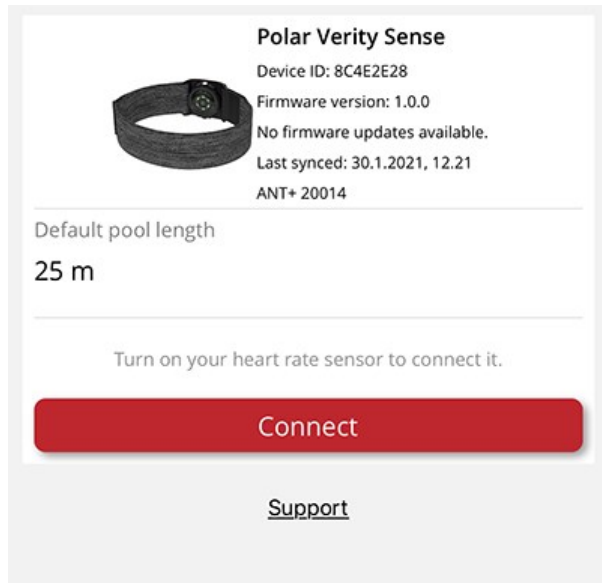 Polar Verity Sense
Device ID: 8C4E2E28
Firmware version: 1.0.0
No firmware updates available.
Last synced: 30.1.2021, 12.21
ANT+ 20014
Default pool length
25 m
Turn on your heart rate sensor to connect it.
Connect
Support